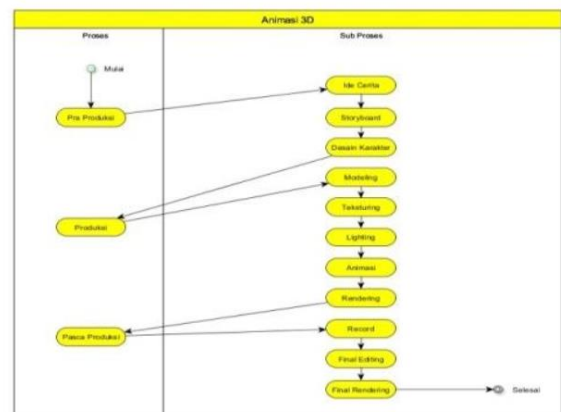 Animasi 3D
Proses
Sub Proses
Mulai
Pra Produksi
Ide Cerita
Storyboard
Desain Karakter
Produksi
Modeling
Teksturing
Lighting
Animasi
Rendering
Pasca Produksi
Record
Final Editing
Final Rendering
Selesai